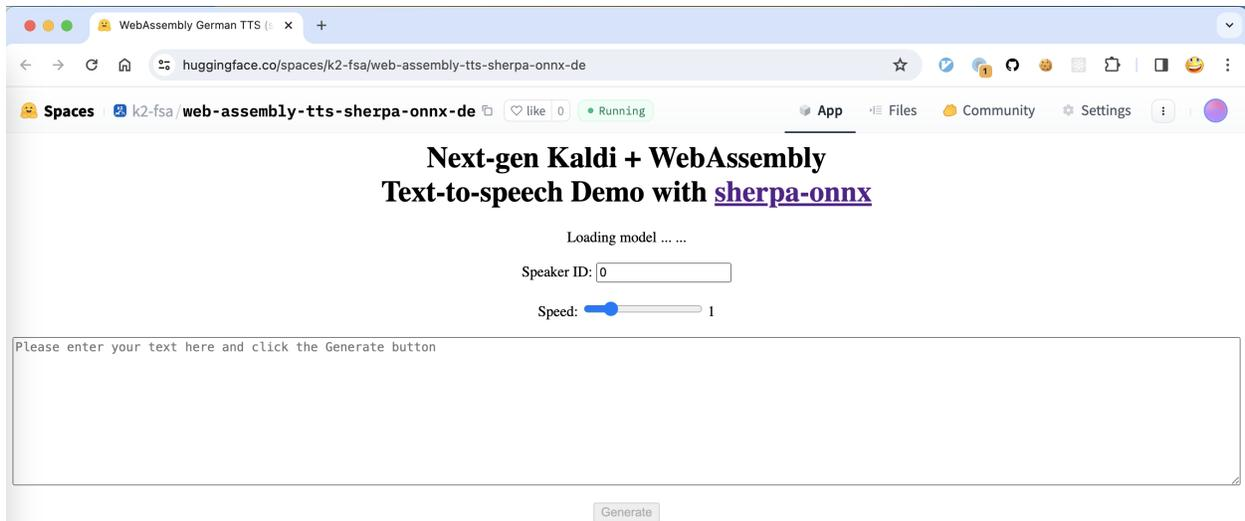 WebAssembly German TTS (s
huggingface.co/spaces/k2-fsa/web-assembly-tts-sherpa-onnx-de
1
Spaces k2-fsa/web-assembly-tts-sherpa-onnx-de like 0 Running App Files Community Settings
Next-gen Kaldi + WebAssembly
Text-to-speech Demo with sherpa-onnx
Loading model ... ...
Speaker ID: 0
Speed: 1
Please enter your text here and click the Generate button
Generate